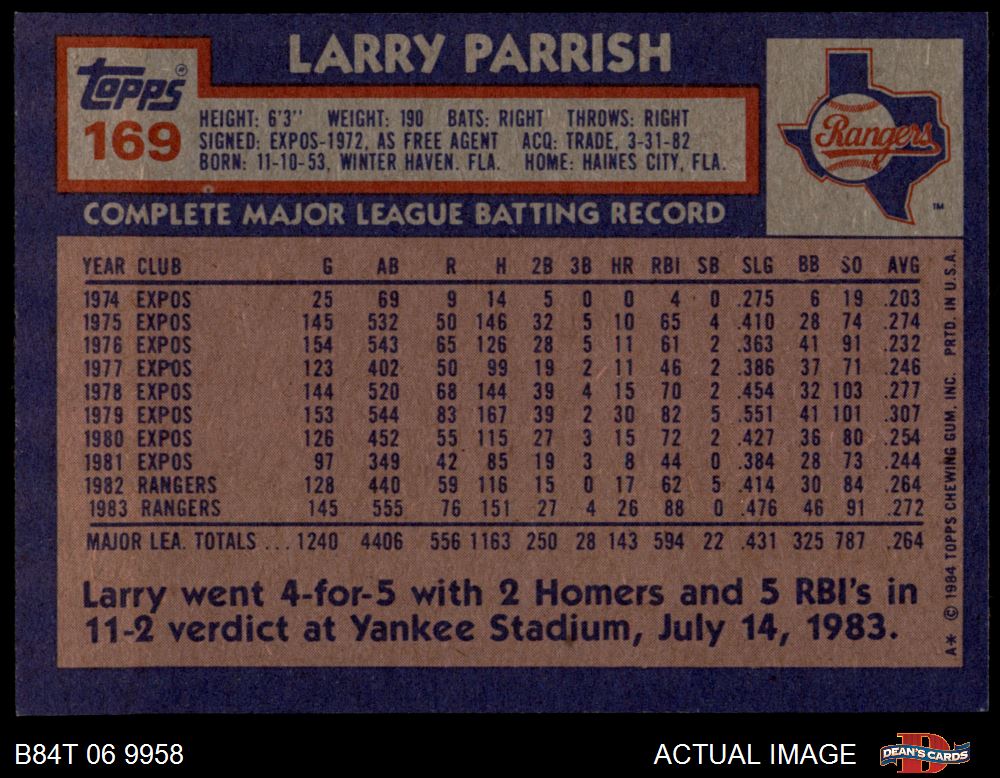 LARRY PARRISH
TOPPS®
169
HEIGHT: 6'3'' WEIGHT: 190 BATS: RIGHT THROWS: RIGHT
SIGNED: EXPOS-1972, AS FREE AGENT ACQ: TRADE, 3-31-82
BORN: 11-10-53, WINTER HAVEN. FLA. HOME: HAINES CITY, FLA.
Rangers
TM
COMPLETE MAJOR LEAGUE BATTING RECORD
YEAR CLUB G AB R H 2B 3B HR RBI SB SLG BB SO AVG
1974 EXPOS 25 69 9 14 5 0 0 4 0 .275 6 19 .203
1975 EXPOS 145 532 50 146 32 5 10 65 4 .410 28 74 .274
1976 EXPOS 154 543 65 126 28 5 11 61 2 .363 41 91 .232
1977 EXPOS 123 402 50 99 19 2 11 46 2 .386 37 71 .246
1978 EXPOS 144 520 68 144 39 4 15 70 2 .454 32 103 .277
1979 EXPOS 153 544 83 167 39 2 30 82 5 .551 41 101 .307
1980 EXPOS 126 452 55 115 27 3 15 72 2 .427 36 80 .254
1981 EXPOS 97 349 42 85 19 3 8 44 0 .384 28 73 .244
1982 RANGERS 128 440 59 116 15 0 17 62 5 .414 30 84 .264
1983 RANGERS 145 555 76 151 27 4 26 88 0 .476 46 91 .272
MAJOR LEA. TOTALS ... 1240 4406 556 1163 250 28 143 594 22 .431 325 787 .264
Larry went 4-for-5 with 2 Homers and 5 RBI's in
11-2 verdict at Yankee Stadium, July 14, 1983.
A* © 1984 TOPPS CHEWING GUM, INC. PRTD. IN U.S.A.
B84T 06 9958
ACTUAL IMAGE
D
DEAN'S CARDS